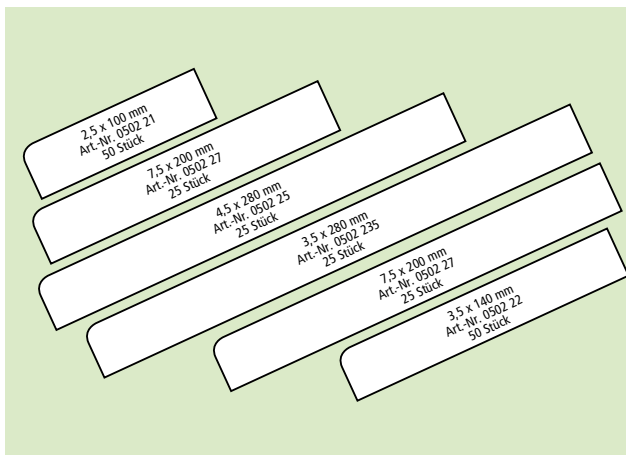 2,5 x 100 mm
Art.-Nr. 0502 21
50 Stück
7,5 x 200 mm
Art.-Nr. 0502 27
25 Stück
4,5 x 280 mm
Art.-Nr. 0502 25
25 Stück
3,5 x 280 mm
Art.-Nr. 0502 235
25 Stück
7,5 x 200 mm
Art.-Nr. 0502 27
25 Stück
3,5 x 140 mm
Art.-Nr. 0502 22
50 Stück